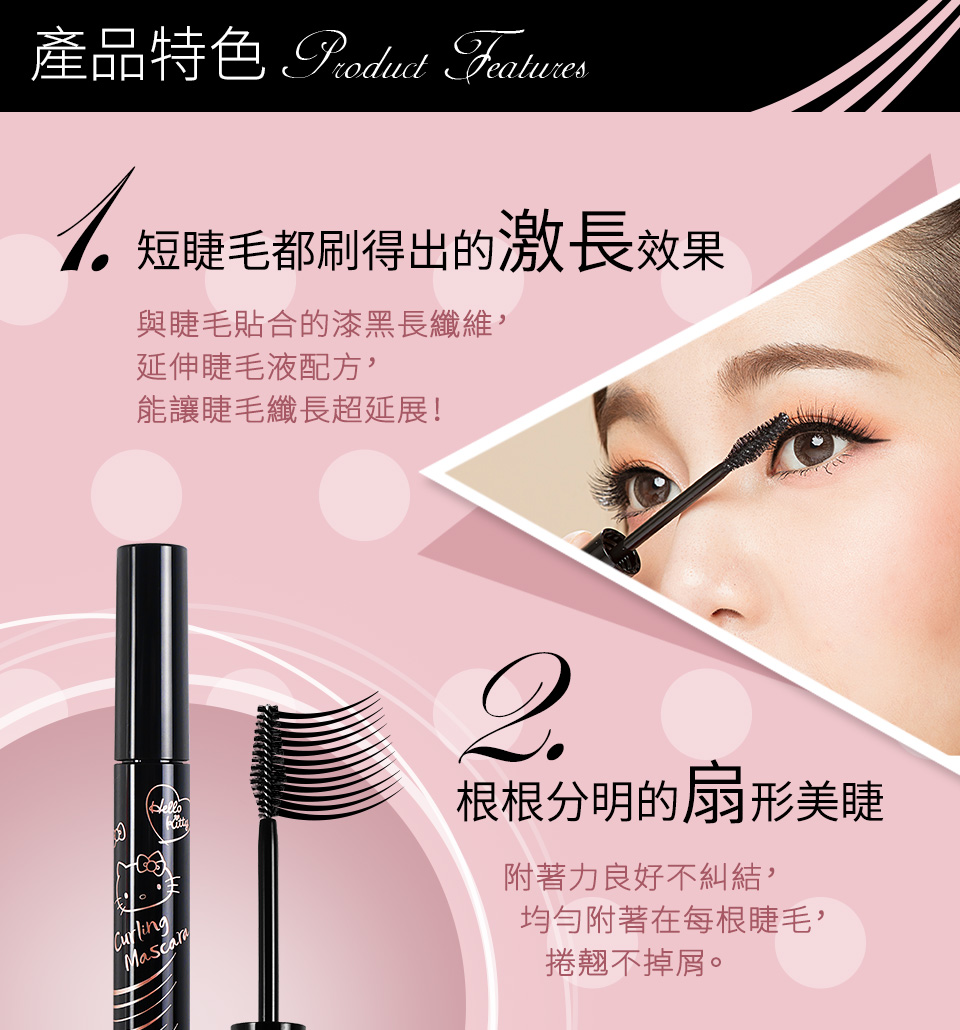 產品特色 Product Features
1. 短睫毛都刷得出的激長效果
與睫毛貼合的漆黑長纖維，
延伸睫毛液配方，
能讓睫毛纖長超延展！
2.
根根分明的扇形美睫
附著力良好不糾結，
均勻附著在每根睫毛，
捲翹不掉屑。
Hello
Kitty
Curling
Mascara